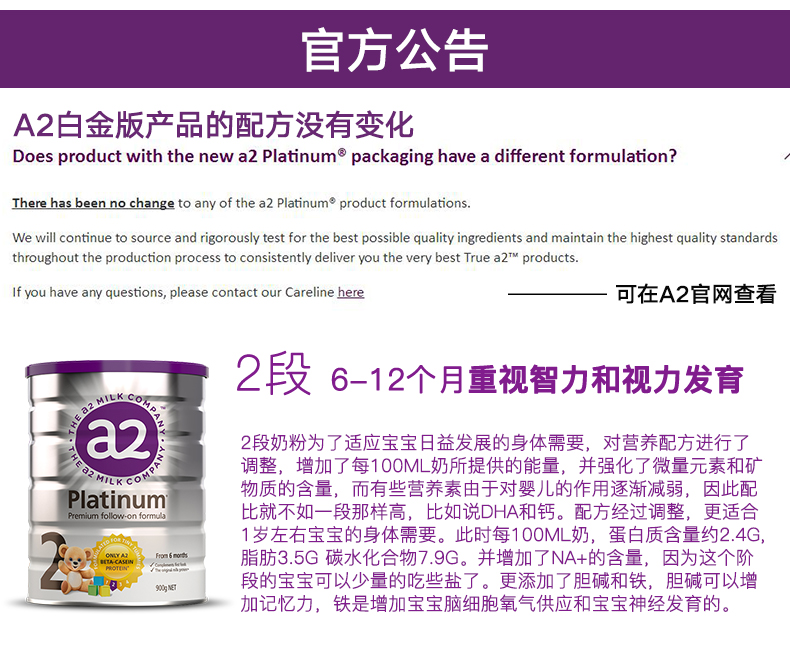 官方公告
A2白金版产品的配方没有变化
Does product with the new a2 Platinum® packaging have a different formulation?
There has been no change to any of the a2 Platinum® product formulations.
We will continue to source and rigorously test for the best possible quality ingredients and maintain the highest quality standards
throughout the production process to consistently deliver you the very best True a2™ products.
If you have any questions, please contact our Careline here
可在A2官网查看
2段 6-12个月重视智力和视力发育
2段奶粉为了适应宝宝日益发展的身体需要，对营养配方进行了
调整，增加了每100ML奶所提供的能量，并强化了微量元素和矿
物质的含量，而有些营养素由于对婴儿的作用逐渐减弱，因此配
比就不如一段那样高，比如说DHA和钙。配方经过调整，更适合
1岁左右宝宝的身体需要。此时每100ML奶，蛋白质含量约2.4G,
脂肪3.5G 碳水化合物7.9G。并增加了NA+的含量，因为这个阶
段的宝宝可以少量的吃些盐了。更添加了胆碱和铁，胆碱可以增
加记忆力，铁是增加宝宝脑细胞氧气供应和宝宝神经发育的。
THE a2 MILK COMPANY
a2
THE a2 MILK COMPANY
Platinum
Premium follow-on formula
2
ONLY A2
BETA-CASEIN
PROTEIN
From 6 months
900g NET